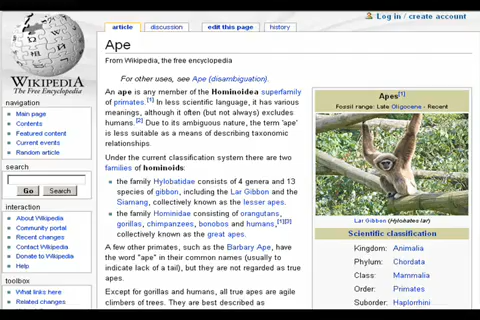 Log in / create account
article
discussion
edit this page
history
WIKIPEDIA
The Free Encyclopedia
navigation
Main page
Contents
Featured content
Current events
Random article
search
Go
Search
interaction
About Wikipedia
Community portal
Recent changes
Contact Wikipedia
Donate to Wikipedia
Help
toolbox
What links here
Related changes
Ape
From Wikipedia, the free encyclopedia
For other uses, see Ape (disambiguation).
An ape is any member of the Hominoidea superfamily
of primates.[1] In less scientific language, it has various
meanings, although it often (but not always) excludes
humans.[2] Due to its ambiguous nature, the term 'ape'
is less suitable as a means of describing taxonomic
relationships.
Under the current classification system there are two
families of hominoids:
the family Hylobatidae consists of 4 genera and 13
species of gibbon, including the Lar Gibbon and the
Siamang, collectively known as the lesser apes.
the family Hominidae consisting of orangutans,
gorillas, chimpanzees, bonobos and humans,[1][3]
collectively known as the great apes.
A few other primates, such as the Barbary Ape, have
the word "ape" in their common names (usually to
indicate lack of a tail), but they are not regarded as true
apes.
Except for gorillas and humans, all true apes are agile
climbers of trees. They are best described as
Apes[1]
Fossil range: Late Oligocene - Recent
Lar Gibbon (Hylobates lar)
Scientific classification
Kingdom: Animalia
Phylum: Chordata
Class: Mammalia
Order: Primates
Suborder: Haplorrhini